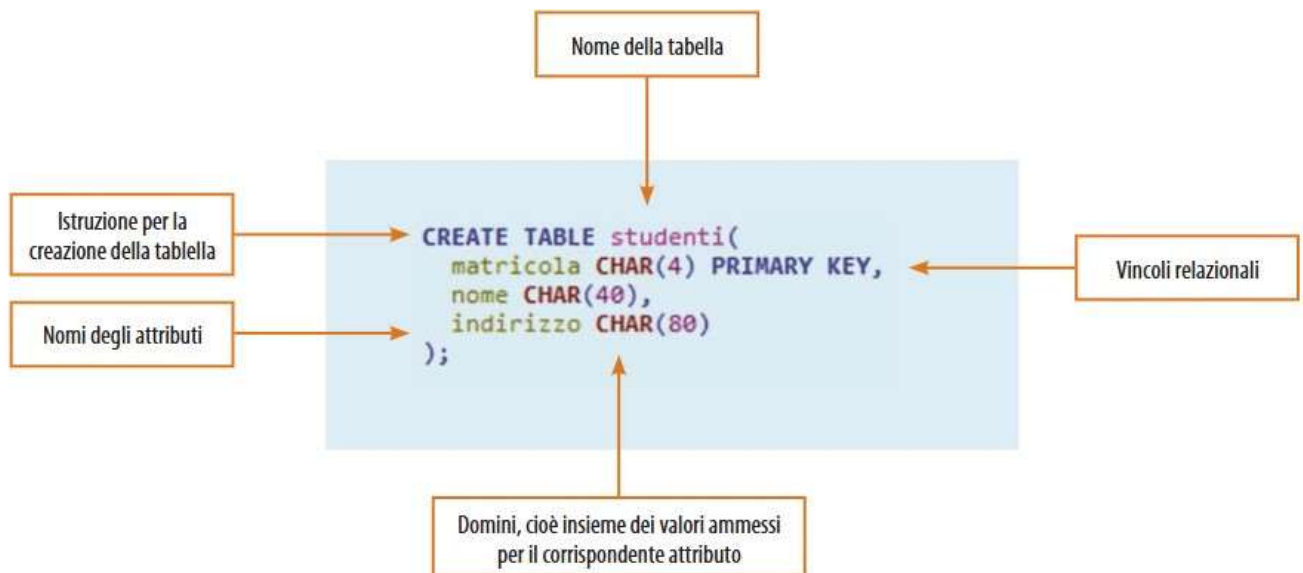 Nome della tabella
Istruzione per la
creazione della tablella
CREATE TABLE studenti(
matricola CHAR(4) PRIMARY KEY,
nome CHAR(40),
indirizzo CHAR(80)
);
Vincoli relazionali
Nomi degli attributi
Domini, cioè insieme dei valori ammessi
per il corrispondente attributo